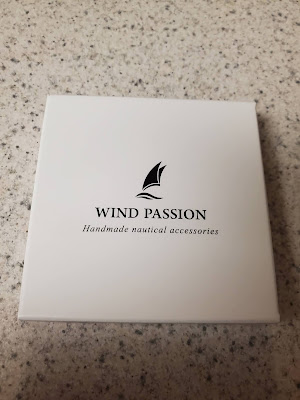 WIND PASSION
Handmade nautical accessories